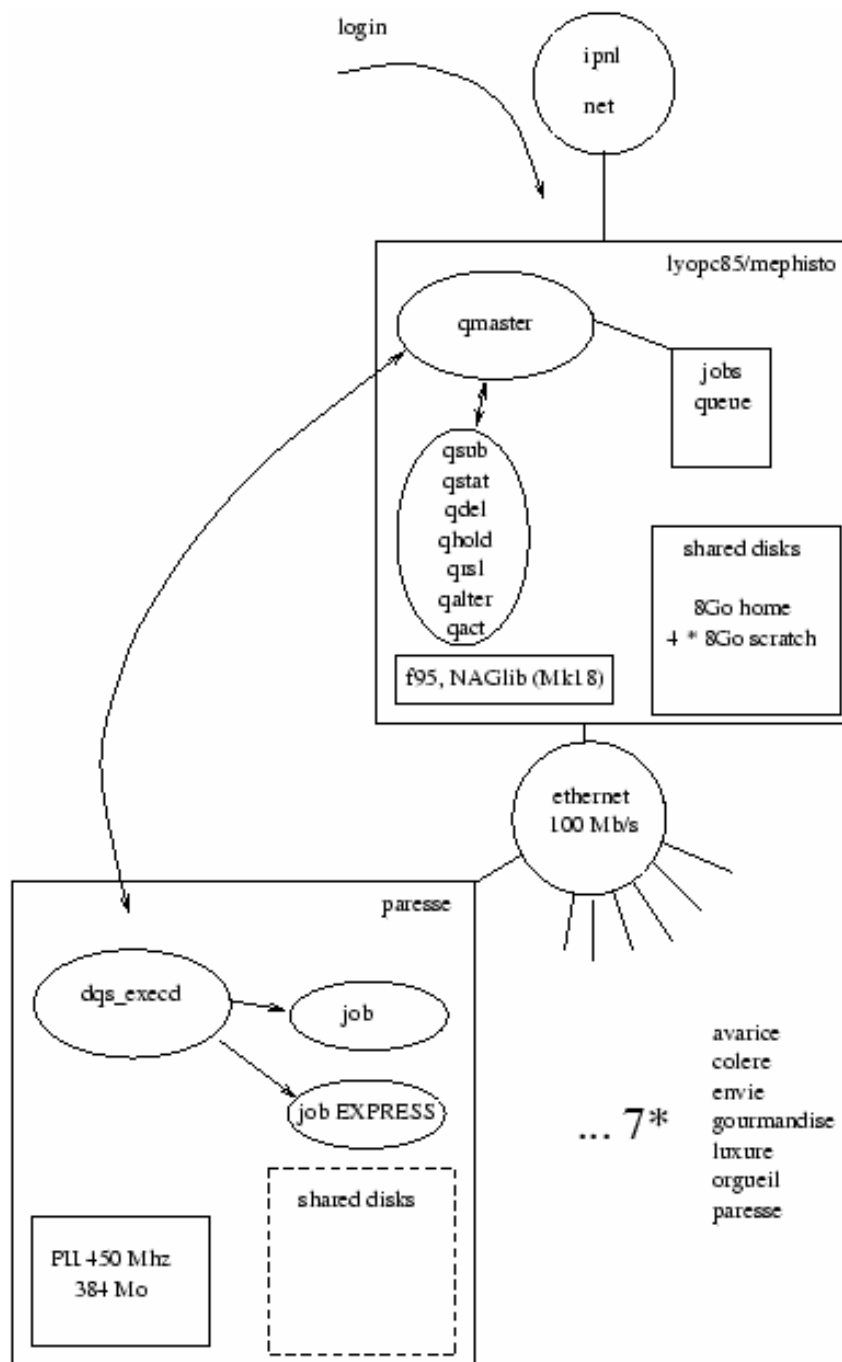 login
ipnl
net
lyopc85/mephisto
qmaster
jobs
queue
qsub
qstat
qdel
qhold
qrsl
qalter
qact
shared disks
8Go home
4 * 8Go scratch
f95, NAGlib (Mk18)
ethernet
100 Mb/s
paresse
dqs_execd
job
job EXPRESS
shared disks
PII 450 Mhz
384 Mo
... 7*
avarice
colere
envie
gourmandise
luxure
orgueil
paresse